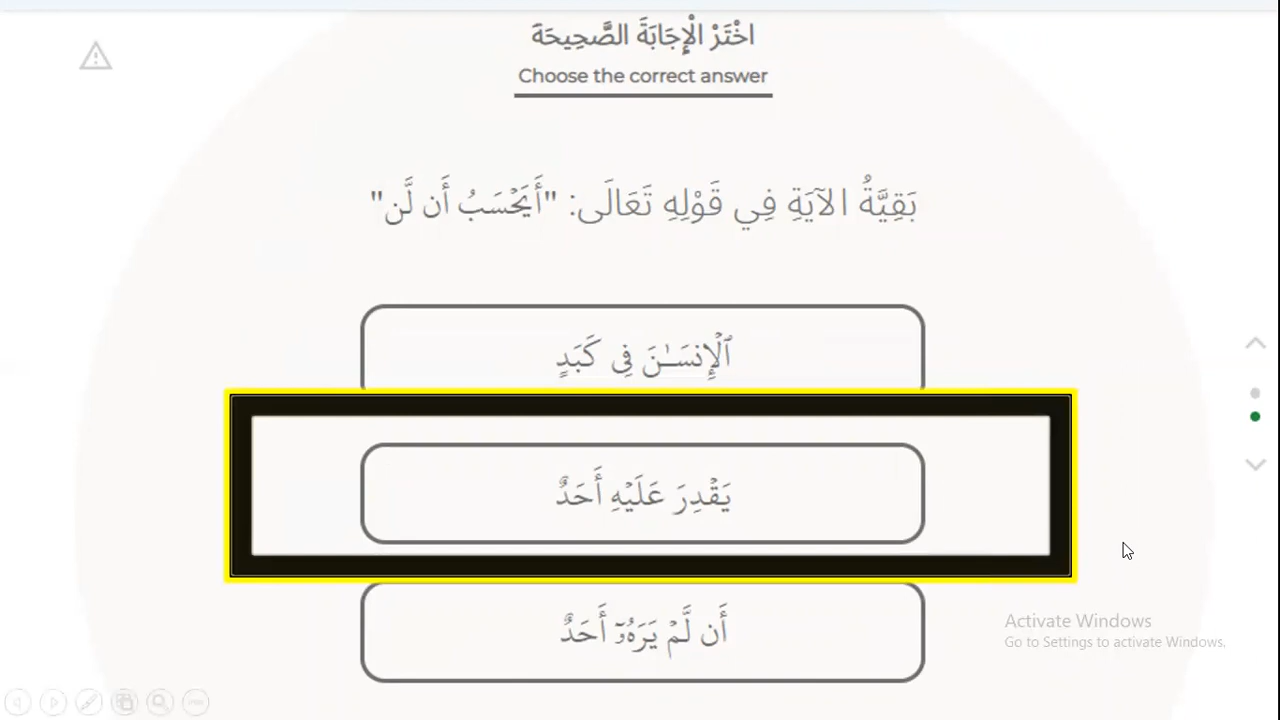 اخْتَرْ الْإِجَابَةَ الصَّحِيحَةَ
Choose the correct answer
بَقِيَّةُ الآيَةِ فِي قَوْلِهِ تَعَالَى: "أَيَحْسَبُ أَن لَّن"
ٱلْإِنسَـٰنَ فِى كَبَدٍ
يَقْدِرَ عَلَيْهِ أَحَدٌ
أَن لَّمْ يَرَهُۥٓ أَحَدٌ
Activate Windows
Go to Settings to activate Windows.